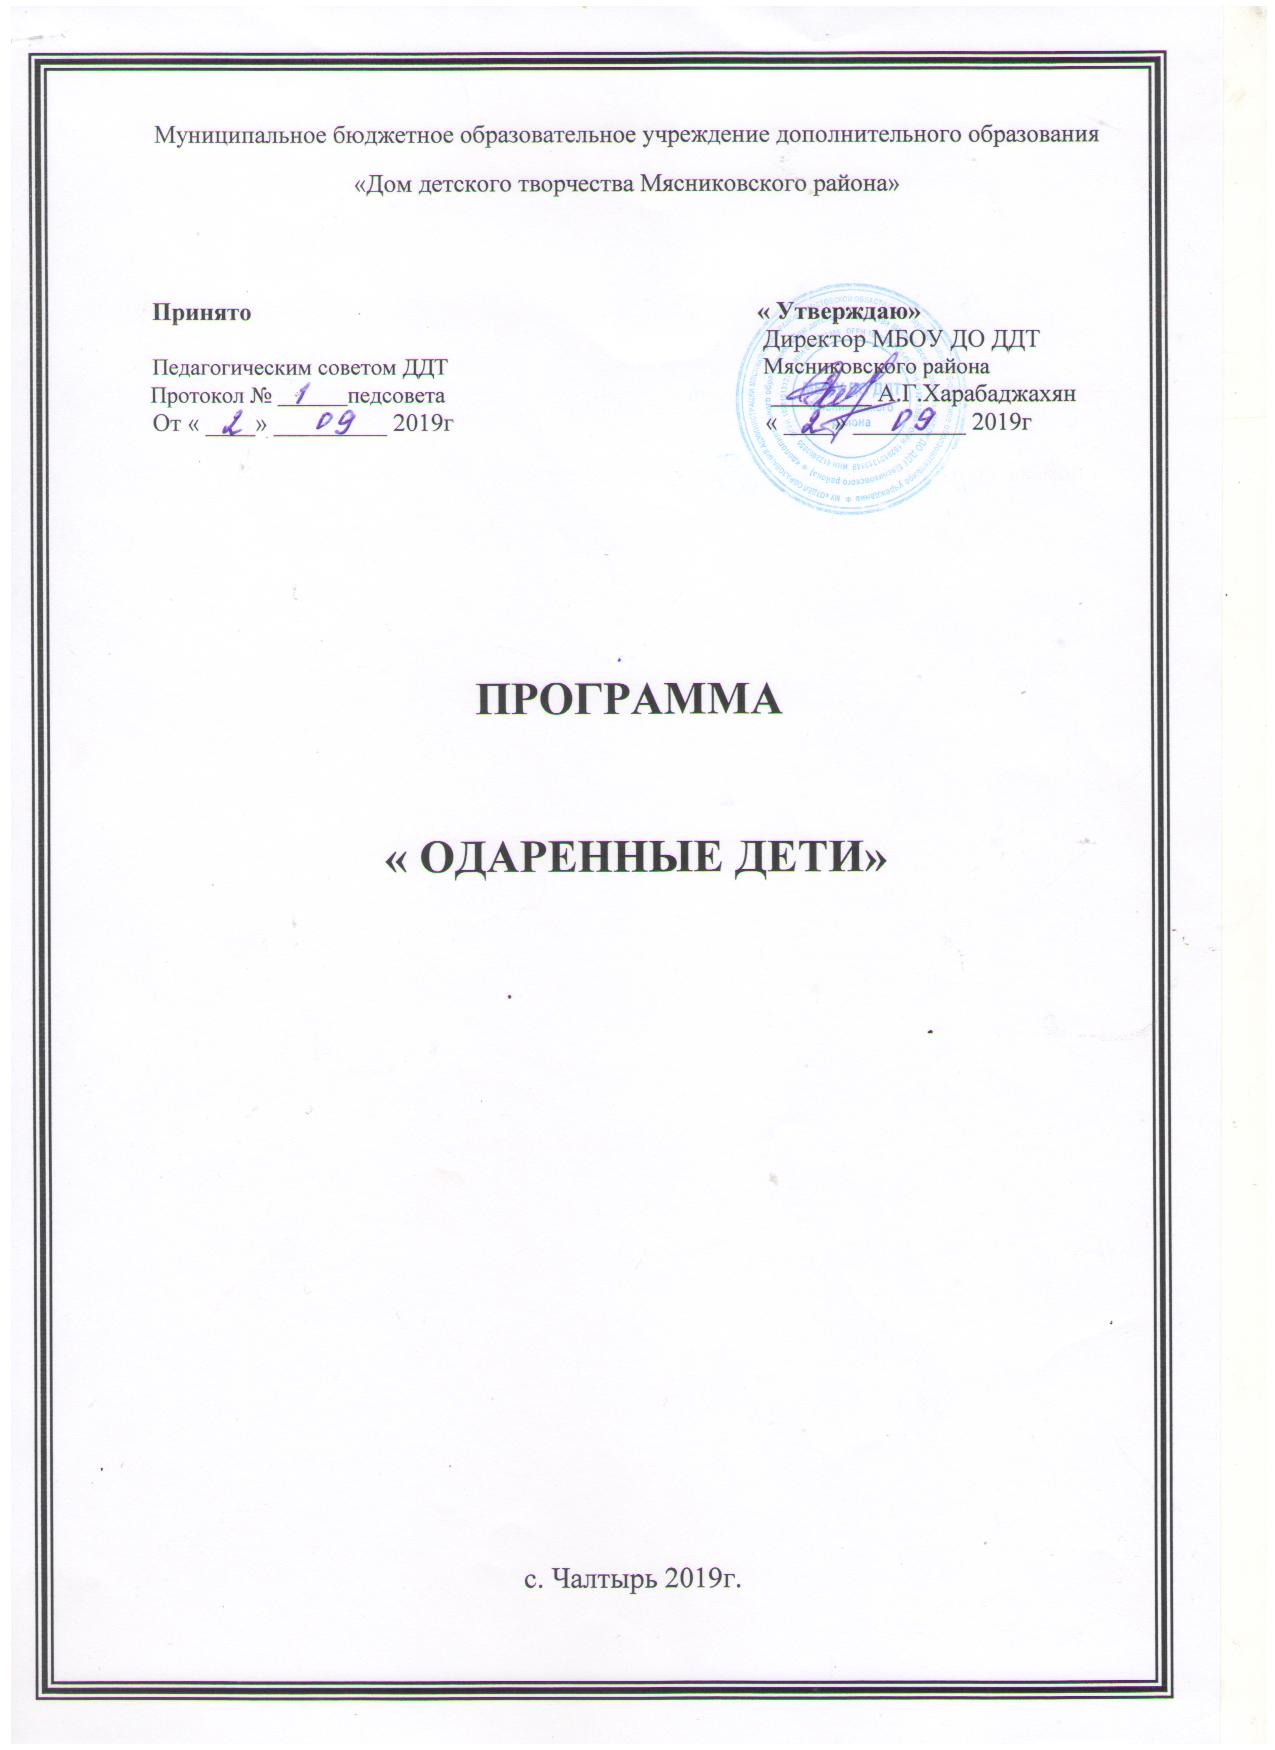 Муниципальное бюджетное образовательное учреждение дополнительного образования
«Дом детского творчества Мясниковского района»
Принято
« Утверждаю»
Директор МБОУ ДО ДДТ
Педагогическим советом ДДТ
Мясниковского района
Протокол № 1 педсовета
А.Г.Харабаджахян
От « 2 » 09 2019г
« 2 » 09 2019г
ПРОГРАММА
« ОДАРЕННЫЕ ДЕТИ»
с. Чалтырь 2019г.